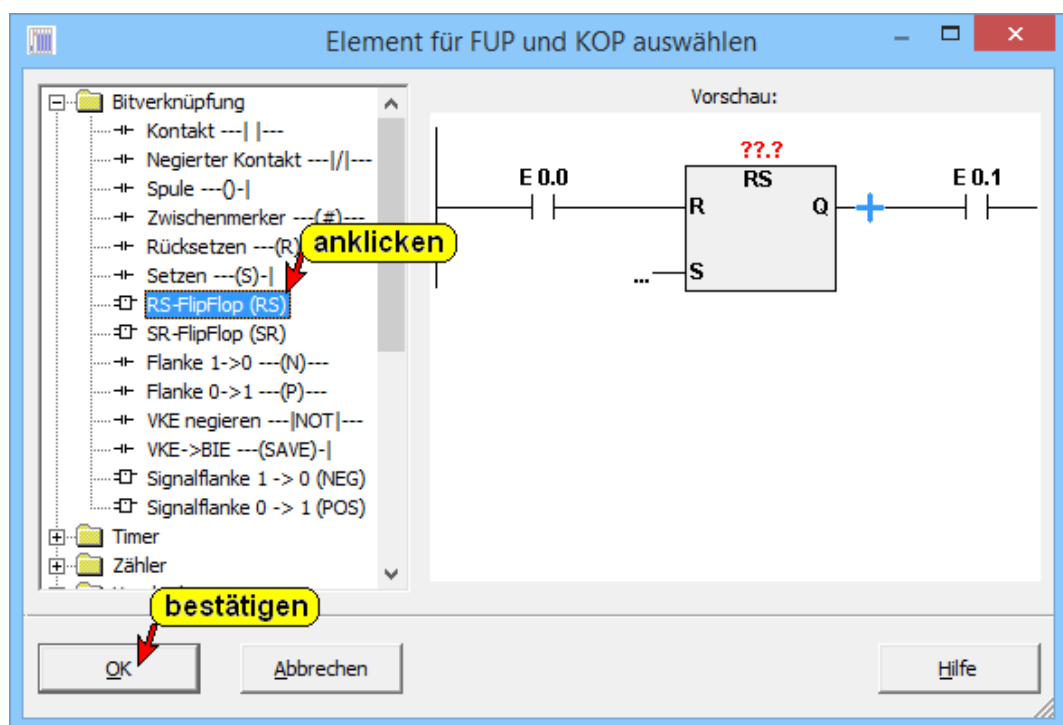 Element für FUP und KOP auswählen
Bitverknüpfung
Kontakt ---| |---
Negierter Kontakt ---|/|---
Spule ---()-|
Zwischenmerker ---(#)---
Rücksetzen ---(R)
Setzen ---(S)-|
RS-FlipFlop (RS)
SR-FlipFlop (SR)
Flanke 1->0 ---(N)---
Flanke 0->1 ---(P)---
VKE negieren ---|NOT|---
VKE->BIE ---(SAVE)-|
Signalflanke 1 -> 0 (NEG)
Signalflanke 0 -> 1 (POS)
Timer
Zähler
anklicken
Vorschau:
??.?
E 0.0
RS
E 0.1
R
Q
...
S
bestätigen
OK
Abbrechen
Hilfe